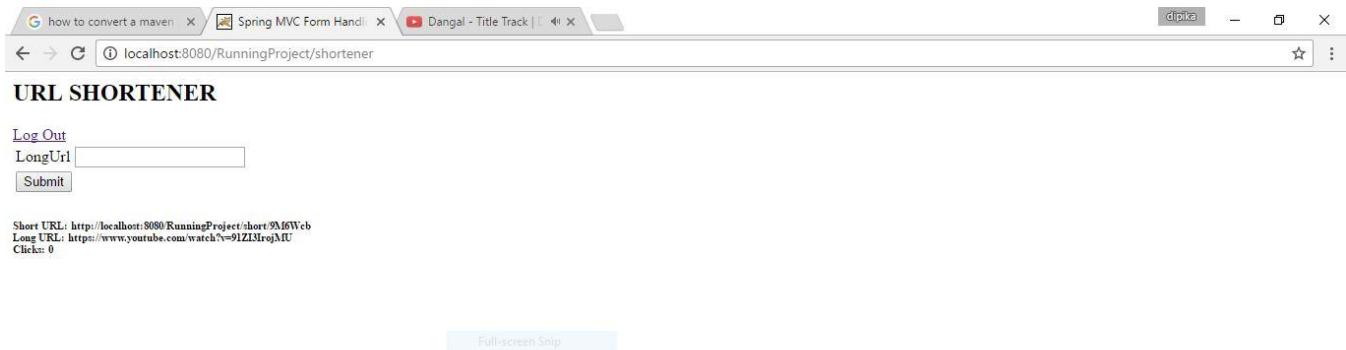 how to convert a maven
Spring MVC Form Handli
Dangal - Title Track |
dipika
localhost:8080/RunningProject/shortener
URL SHORTENER
Log Out
LongUrl
Submit
Short URL: http://localhost:8080/RunningProject/short/9M6Wcb
Long URL: https://www.youtube.com/watch?v=91ZI3IrojMU
Clicks: 0
Full-screen Snip